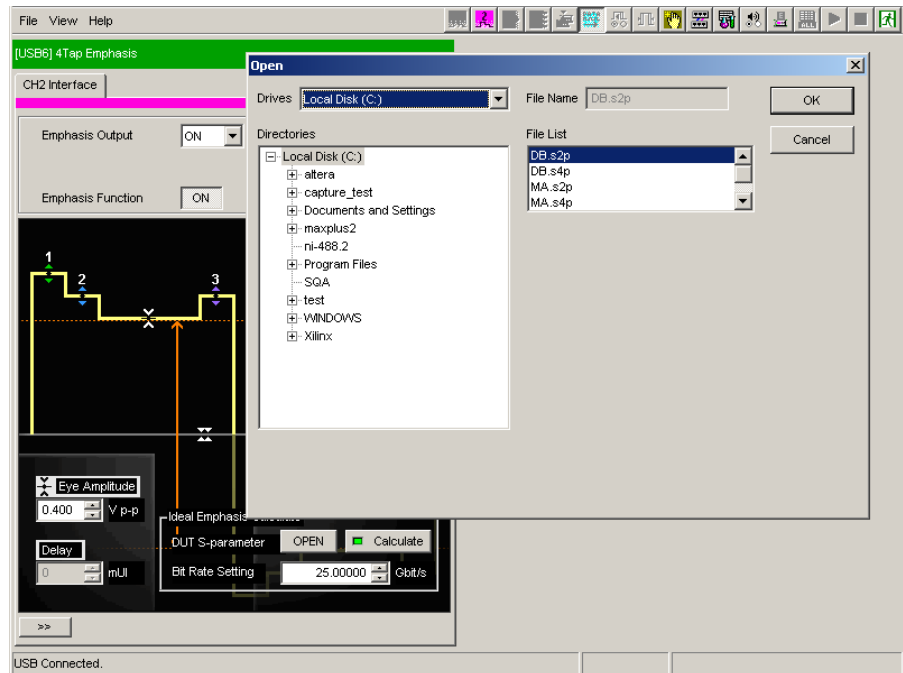 File View Help
[USB6] 4Tap Emphasis
CH2 Interface
Emphasis Output ON
Emphasis Function ON
1
2
3
Eye Amplitude
0.400 V p-p
Delay
0 mUI
Ideal Emphasis
DUT S-parameter OPEN Calculate
Bit Rate Setting 25.00000 Gbit/s
>>
USB Connected.
Open
Drives Local Disk (C:)
File Name DB.s2p
OK
Cancel
Directories
Local Disk (C:)
altera
capture_test
Documents and Settings
maxplus2
ni-488.2
Program Files
SQA
test
WINDOWS
Xilinx
File List
DB.s2p
DB.s4p
MA.s2p
MA.s4p